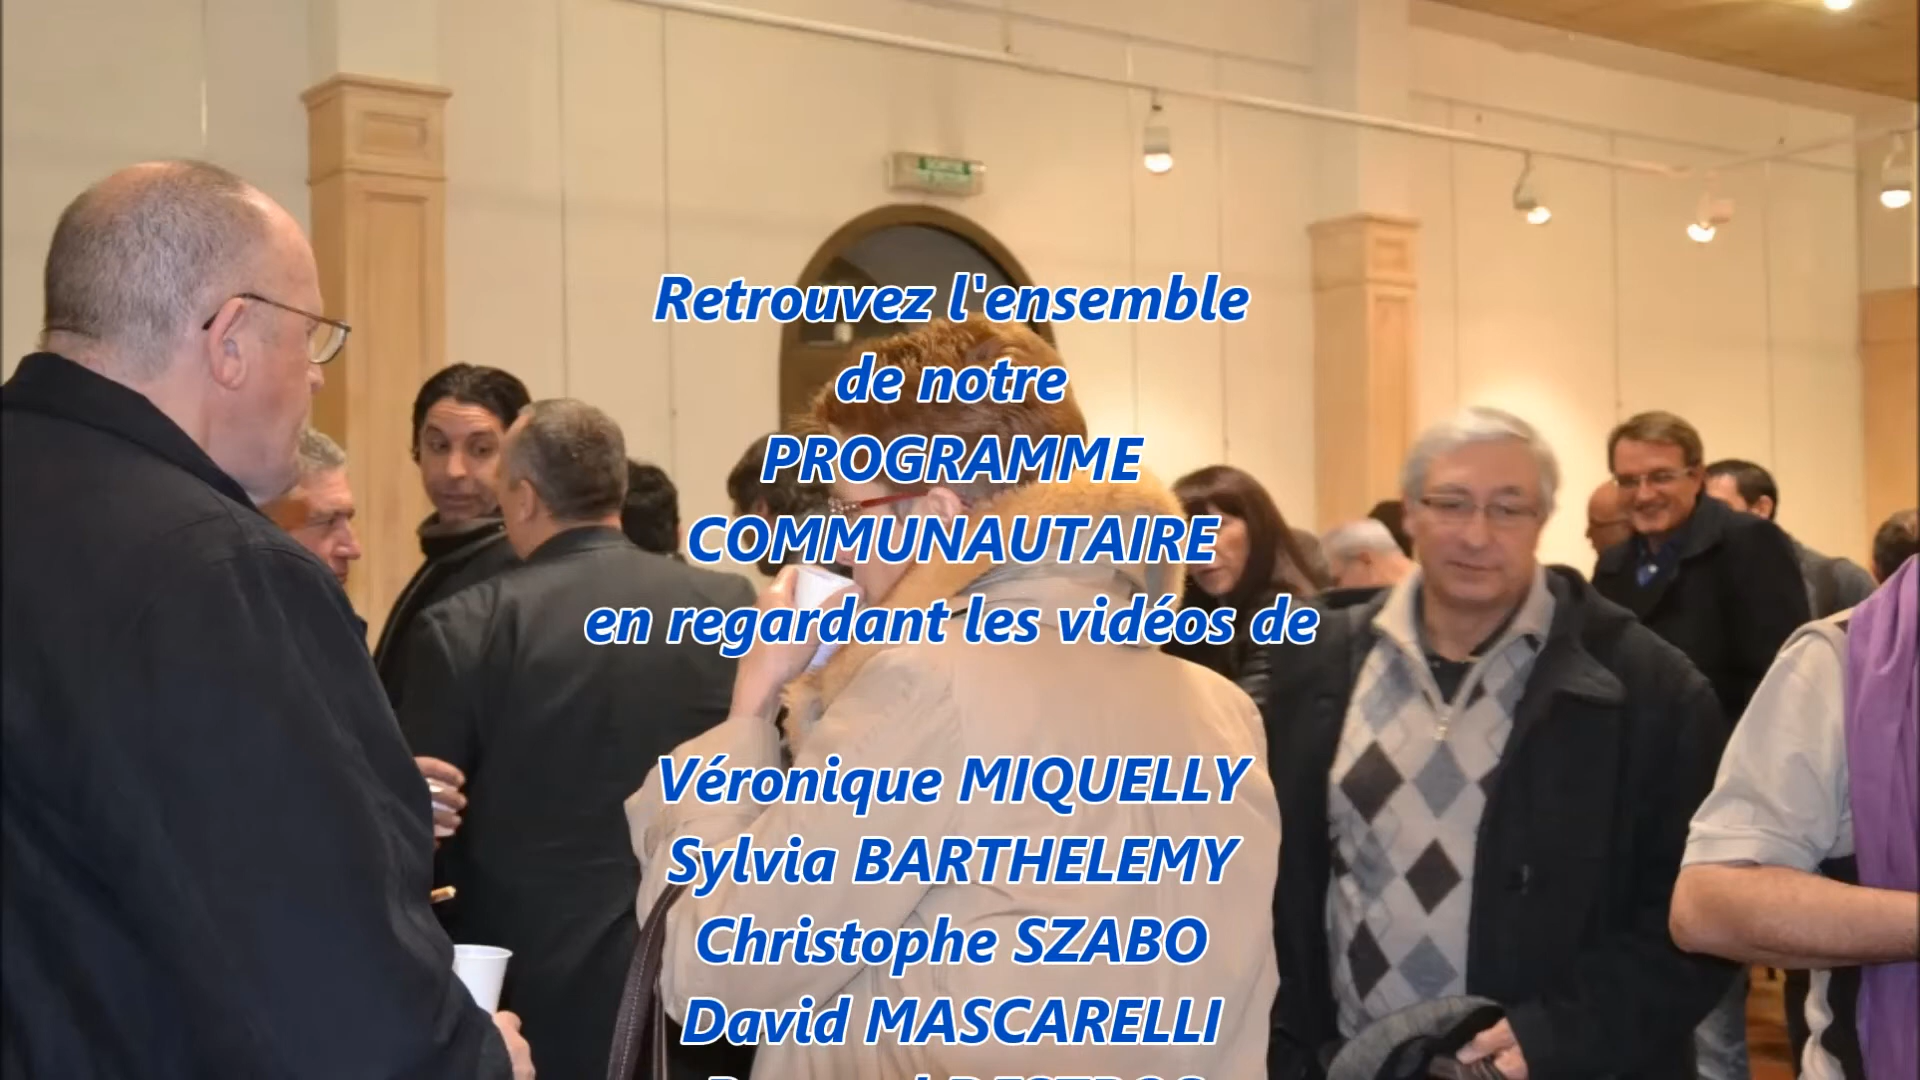 SORTIE
Retrouvez l'ensemble
de notre
PROGRAMME
COMMUNAUTAIRE
en regardant les vidéos de
Véronique MIQUELLY
Sylvia BARTHELEMY
Christophe SZABO
David MASCARELLI